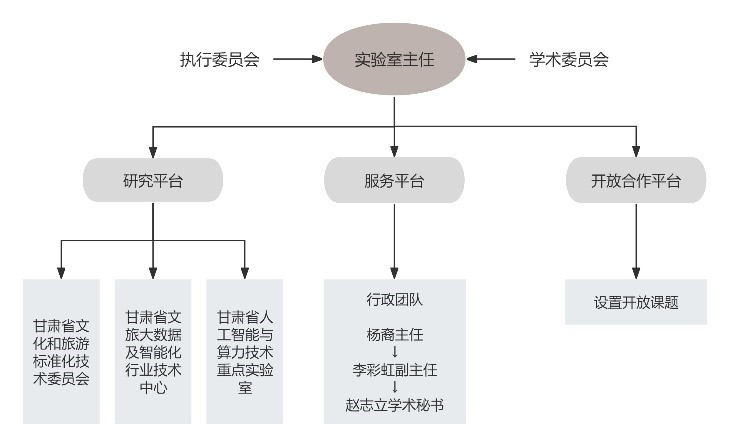 执行委员会
实验室主任
学术委员会
研究平台
服务平台
开放合作平台
甘肃省文
化和旅游
标准化技
术委员会
甘肃省文
旅大数据
及智能化
行业技术
中心
甘肃省人
工智能与
算力技术
重点实验
室
行政团队
杨裔主任
↓
李彩虹副主任
↓
赵志立学术秘书
设置开放课题